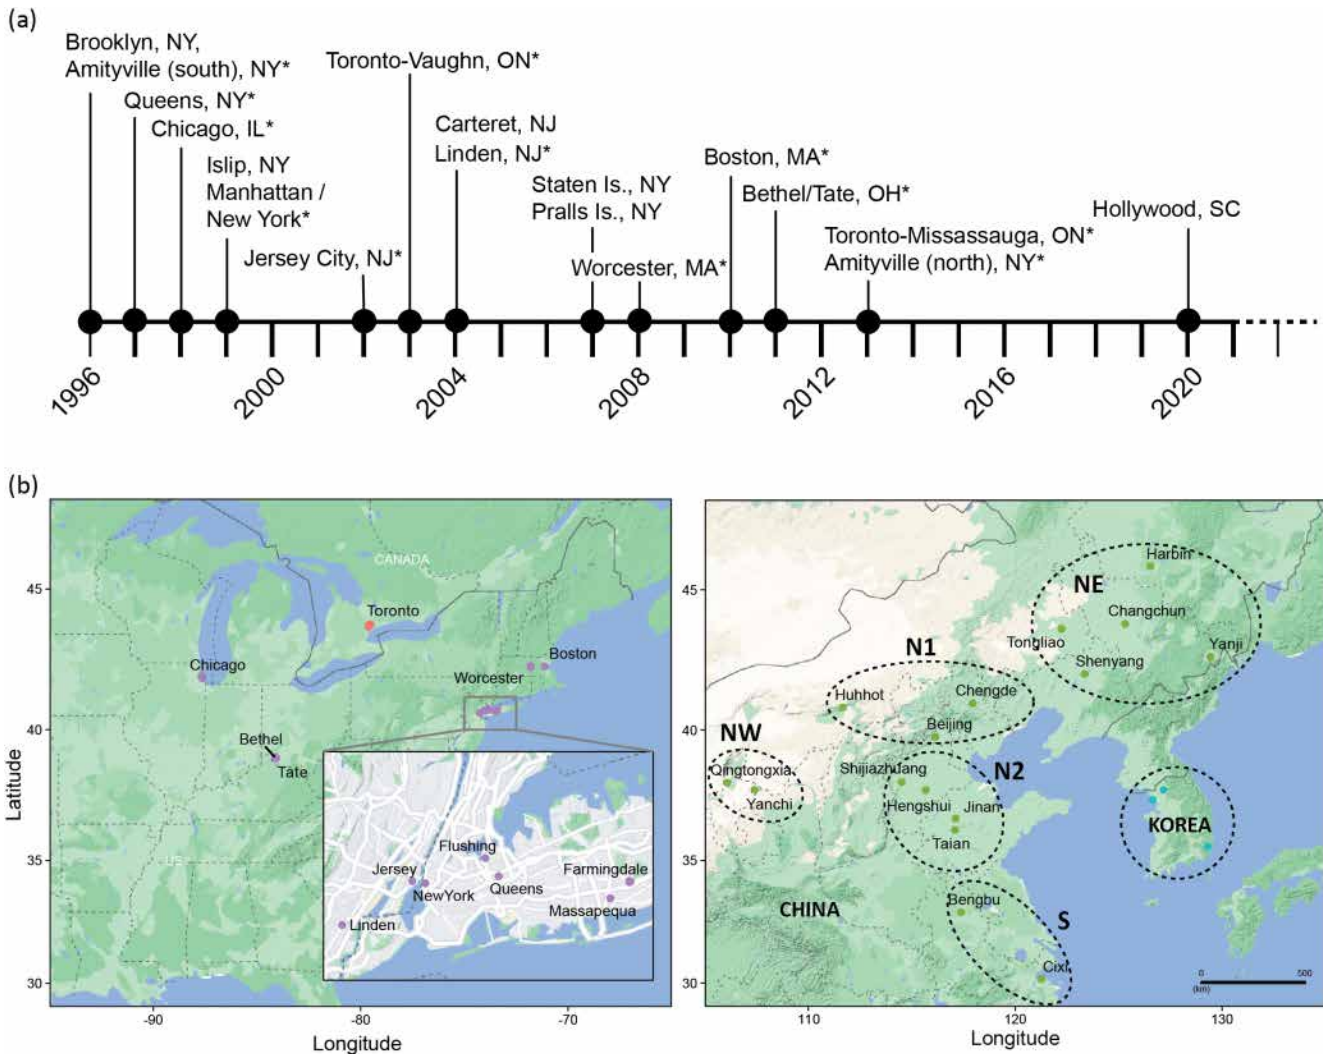 (a)
Brooklyn, NY,
Amityville (south), NY*
Queens, NY*
Chicago, IL*
Islip, NY
Manhattan /
New York*
Jersey City, NJ*
Toronto-Vaughn, ON*
Carteret, NJ
Linden, NJ*
Staten Is., NY
Pralls Is., NY
Worcester, MA*
Boston, MA*
Bethel/Tate, OH*
Toronto-Missassauga, ON*
Amityville (north), NY*
Hollywood, SC
1996
2000
2004
2008
2012
2016
2020
(b)
Latitude
45
40
35
30
CANADA
Toronto
Chicago
Boston
Worcester
Bethel
Tate
US
Flushing
Jersey
NewYork
Queens
Farmingdale
Massapequa
Linden
-90
-80
-70
Longitude
Harbin
NE
Changchun
Tongliao
Yanji
Shenyang
N1
Huhhot
Chengde
Beijing
NW
Qingtongxia
Yanchi
Shijiazhuang
N2
Hengshui
Jinan
Taian
KOREA
CHINA
Bengbu
S
Cixi
0 500
(km)
110
120
130
Longitude